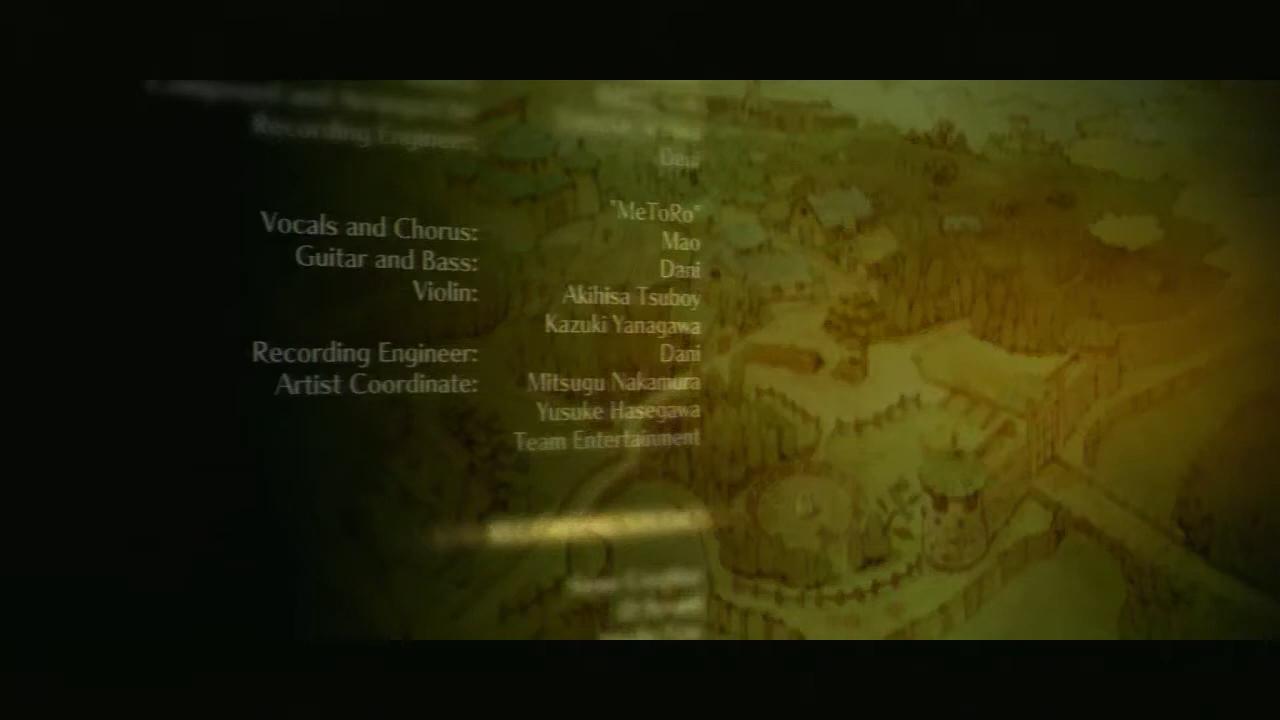 Recording Engineer:
Dani
"MeToRo"
Vocals and Chorus: Mao
Guitar and Bass: Dani
Violin: Akihisa Tsuboy
Kazuki Yanagawa
Recording Engineer: Dani
Artist Coordinate: Mitsugu Nakamura
Yusuke Hasegawa
Team Entertainment